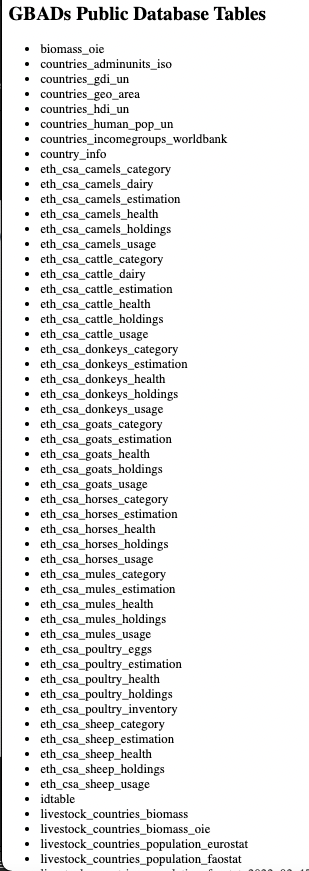 GBADs Public Database Tables
biomass_oie
countries_adminunits_iso
countries_gdi_un
countries_geo_area
countries_hdi_un
countries_human_pop_un
countries_incomegroups_worldbank
country_info
eth_csa_camels_category
eth_csa_camels_dairy
eth_csa_camels_estimation
eth_csa_camels_health
eth_csa_camels_holdings
eth_csa_camels_usage
eth_csa_cattle_category
eth_csa_cattle_dairy
eth_csa_cattle_estimation
eth_csa_cattle_health
eth_csa_cattle_holdings
eth_csa_cattle_usage
eth_csa_donkeys_category
eth_csa_donkeys_estimation
eth_csa_donkeys_health
eth_csa_donkeys_holdings
eth_csa_donkeys_usage
eth_csa_goats_category
eth_csa_goats_estimation
eth_csa_goats_health
eth_csa_goats_holdings
eth_csa_goats_usage
eth_csa_horses_category
eth_csa_horses_estimation
eth_csa_horses_health
eth_csa_horses_holdings
eth_csa_horses_usage
eth_csa_mules_category
eth_csa_mules_estimation
eth_csa_mules_health
eth_csa_mules_holdings
eth_csa_mules_usage
eth_csa_poultry_eggs
eth_csa_poultry_estimation
eth_csa_poultry_health
eth_csa_poultry_holdings
eth_csa_poultry_inventory
eth_csa_sheep_category
eth_csa_sheep_estimation
eth_csa_sheep_health
eth_csa_sheep_holdings
eth_csa_sheep_usage
idtable
livestock_countries_biomass
livestock_countries_biomass_oie
livestock_countries_population_eurostat
livestock_countries_population_faostat